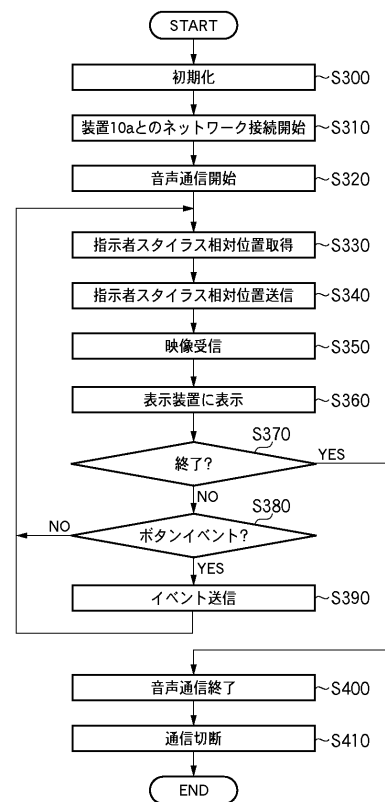 START
初期化 S300
装置10aとのネットワーク接続開始 S310
音声通信開始 S320
指示者スタイラス相対位置取得 S330
指示者スタイラス相対位置送信 S340
映像受信 S350
表示装置に表示 S360
S370
終了? YES
NO
S380
NO ボタンイベント?
YES
イベント送信 S390
音声通信終了 S400
通信切断 S410
END